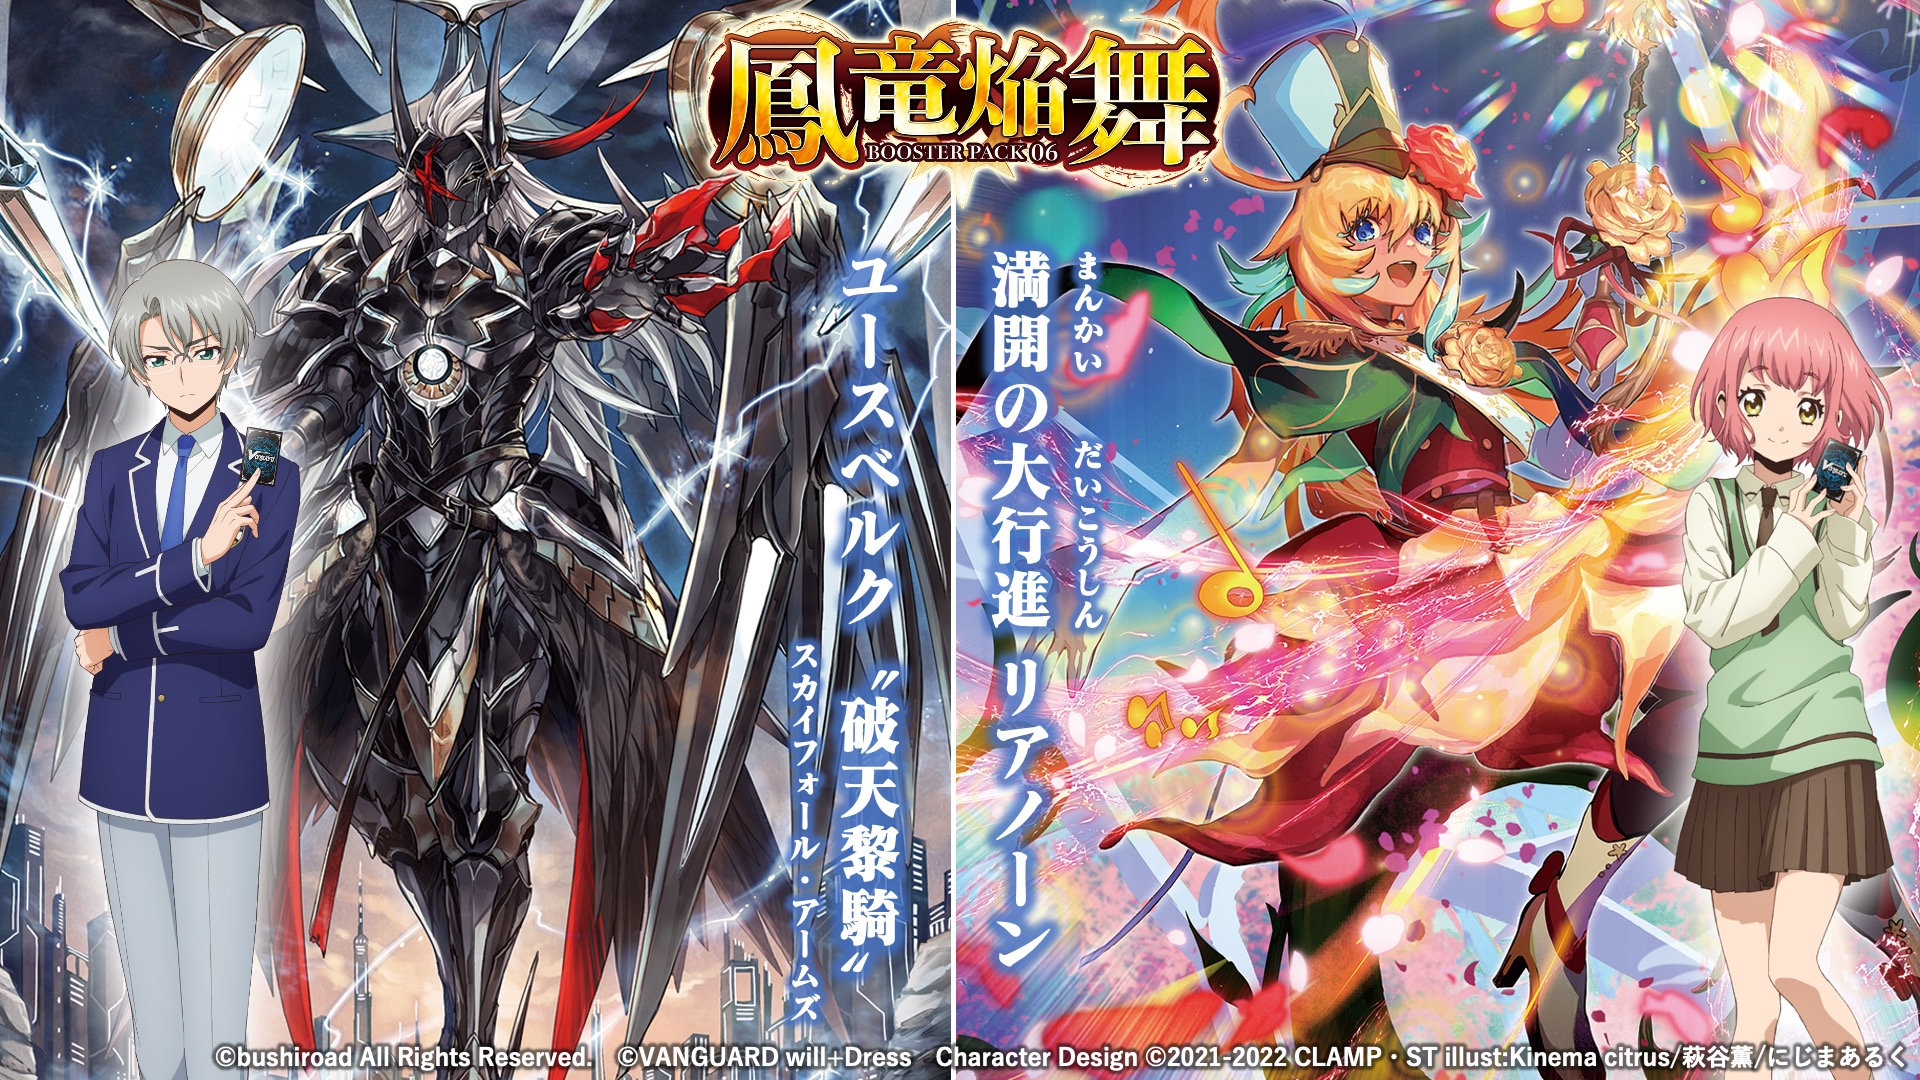 鳳竜焔舞
BOOSTER PACK 06
ユースベルク
〝破天黎騎〟
スカイフォール・アームズ
まんかい だいこうしん
満開の大行進 リアノーン
©bushiroad All Rights Reserved. ©VANGUARD will+Dress Character Design ©2021-2022 CLAMP・ST illust:Kinema citrus/萩谷薫/にじまあるく